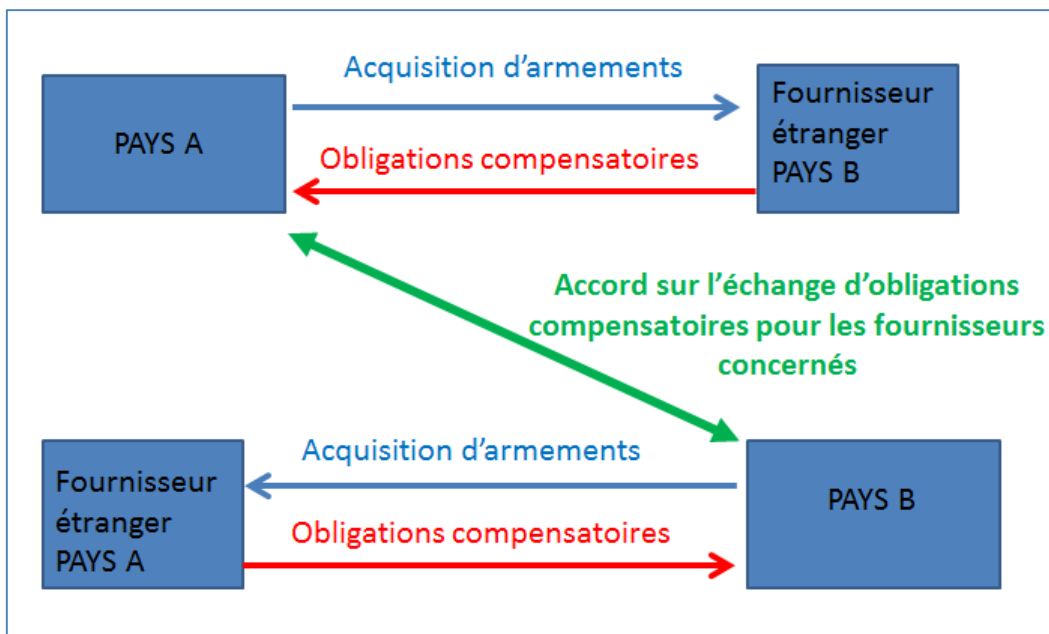 Acquisition d'armements
PAYS A
Fournisseur
étranger
PAYS B
Obligations compensatoires
Accord sur l'échange d'obligations
compensatoires pour les fournisseurs
concernés
Acquisition d'armements
Fournisseur
étranger
PAYS A
PAYS B
Obligations compensatoires